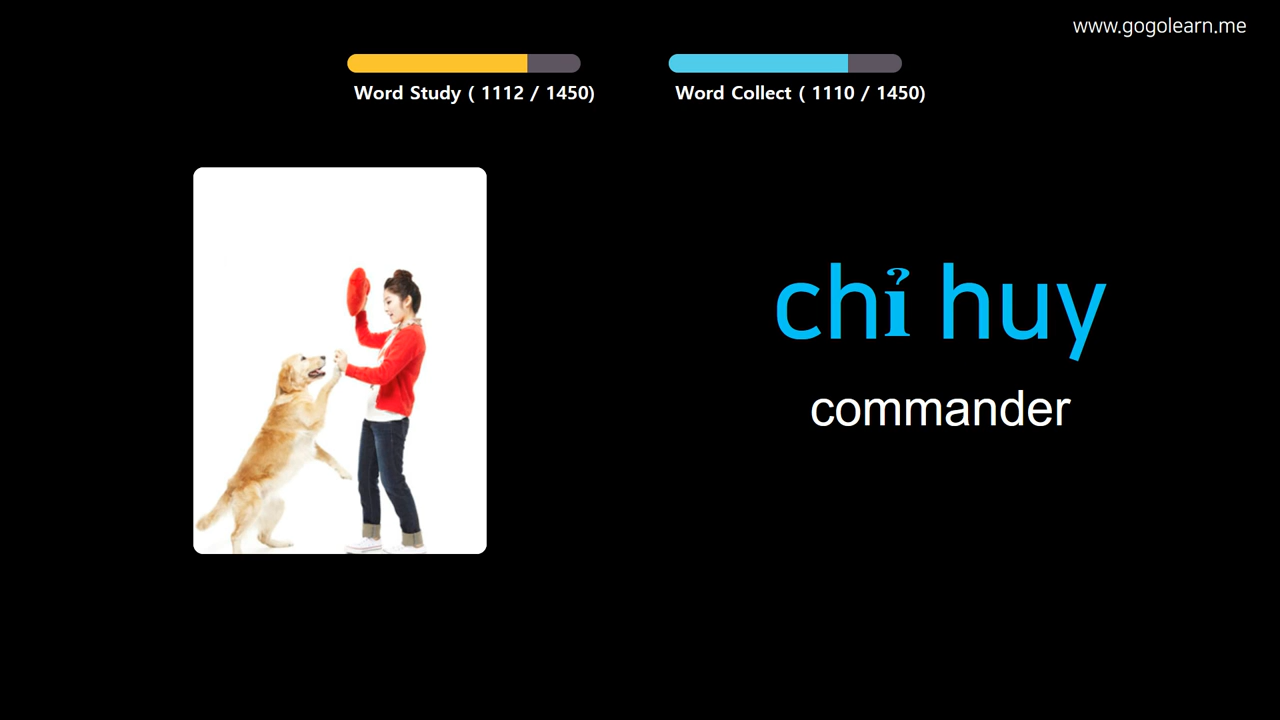 www.gogolearn.me
Word Study ( 1112 / 1450)
Word Collect ( 1110 / 1450)
chỉ huy
commander